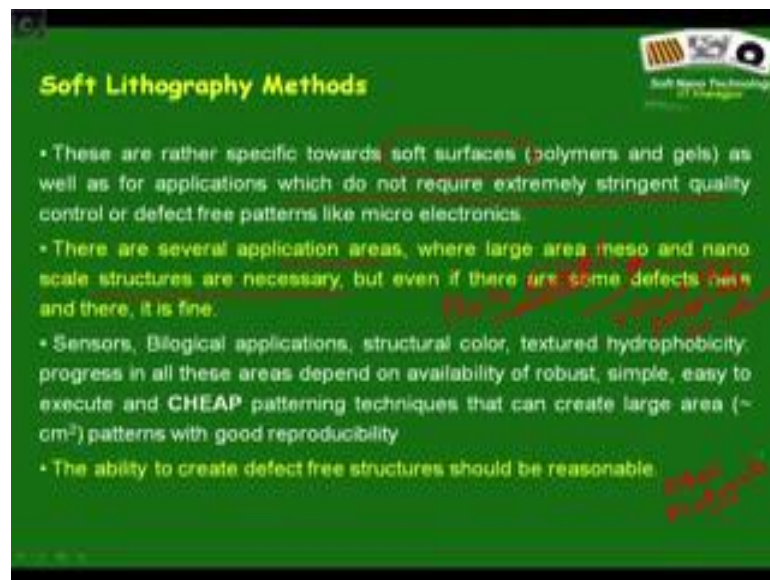 Soft Lithography Methods
Soft Nano Technology
IIT Kharagpur
• These are rather specific towards soft surfaces (polymers and gels) as
well as for applications which do not require extremely stringent quality
control or defect free patterns like micro electronics.
• There are several application areas, where large area meso and nano
scale structures are necessary, but even if there are some defects here
and there, it is fine.
• Sensors, Bilogical applications, structural color, textured hydrophobicity:
progress in all these areas depend on availability of robust, simple, easy to
execute and CHEAP patterning techniques that can create large area (~
cm²) patterns with good reproducibility
• The ability to create defect free structures should be reasonable.